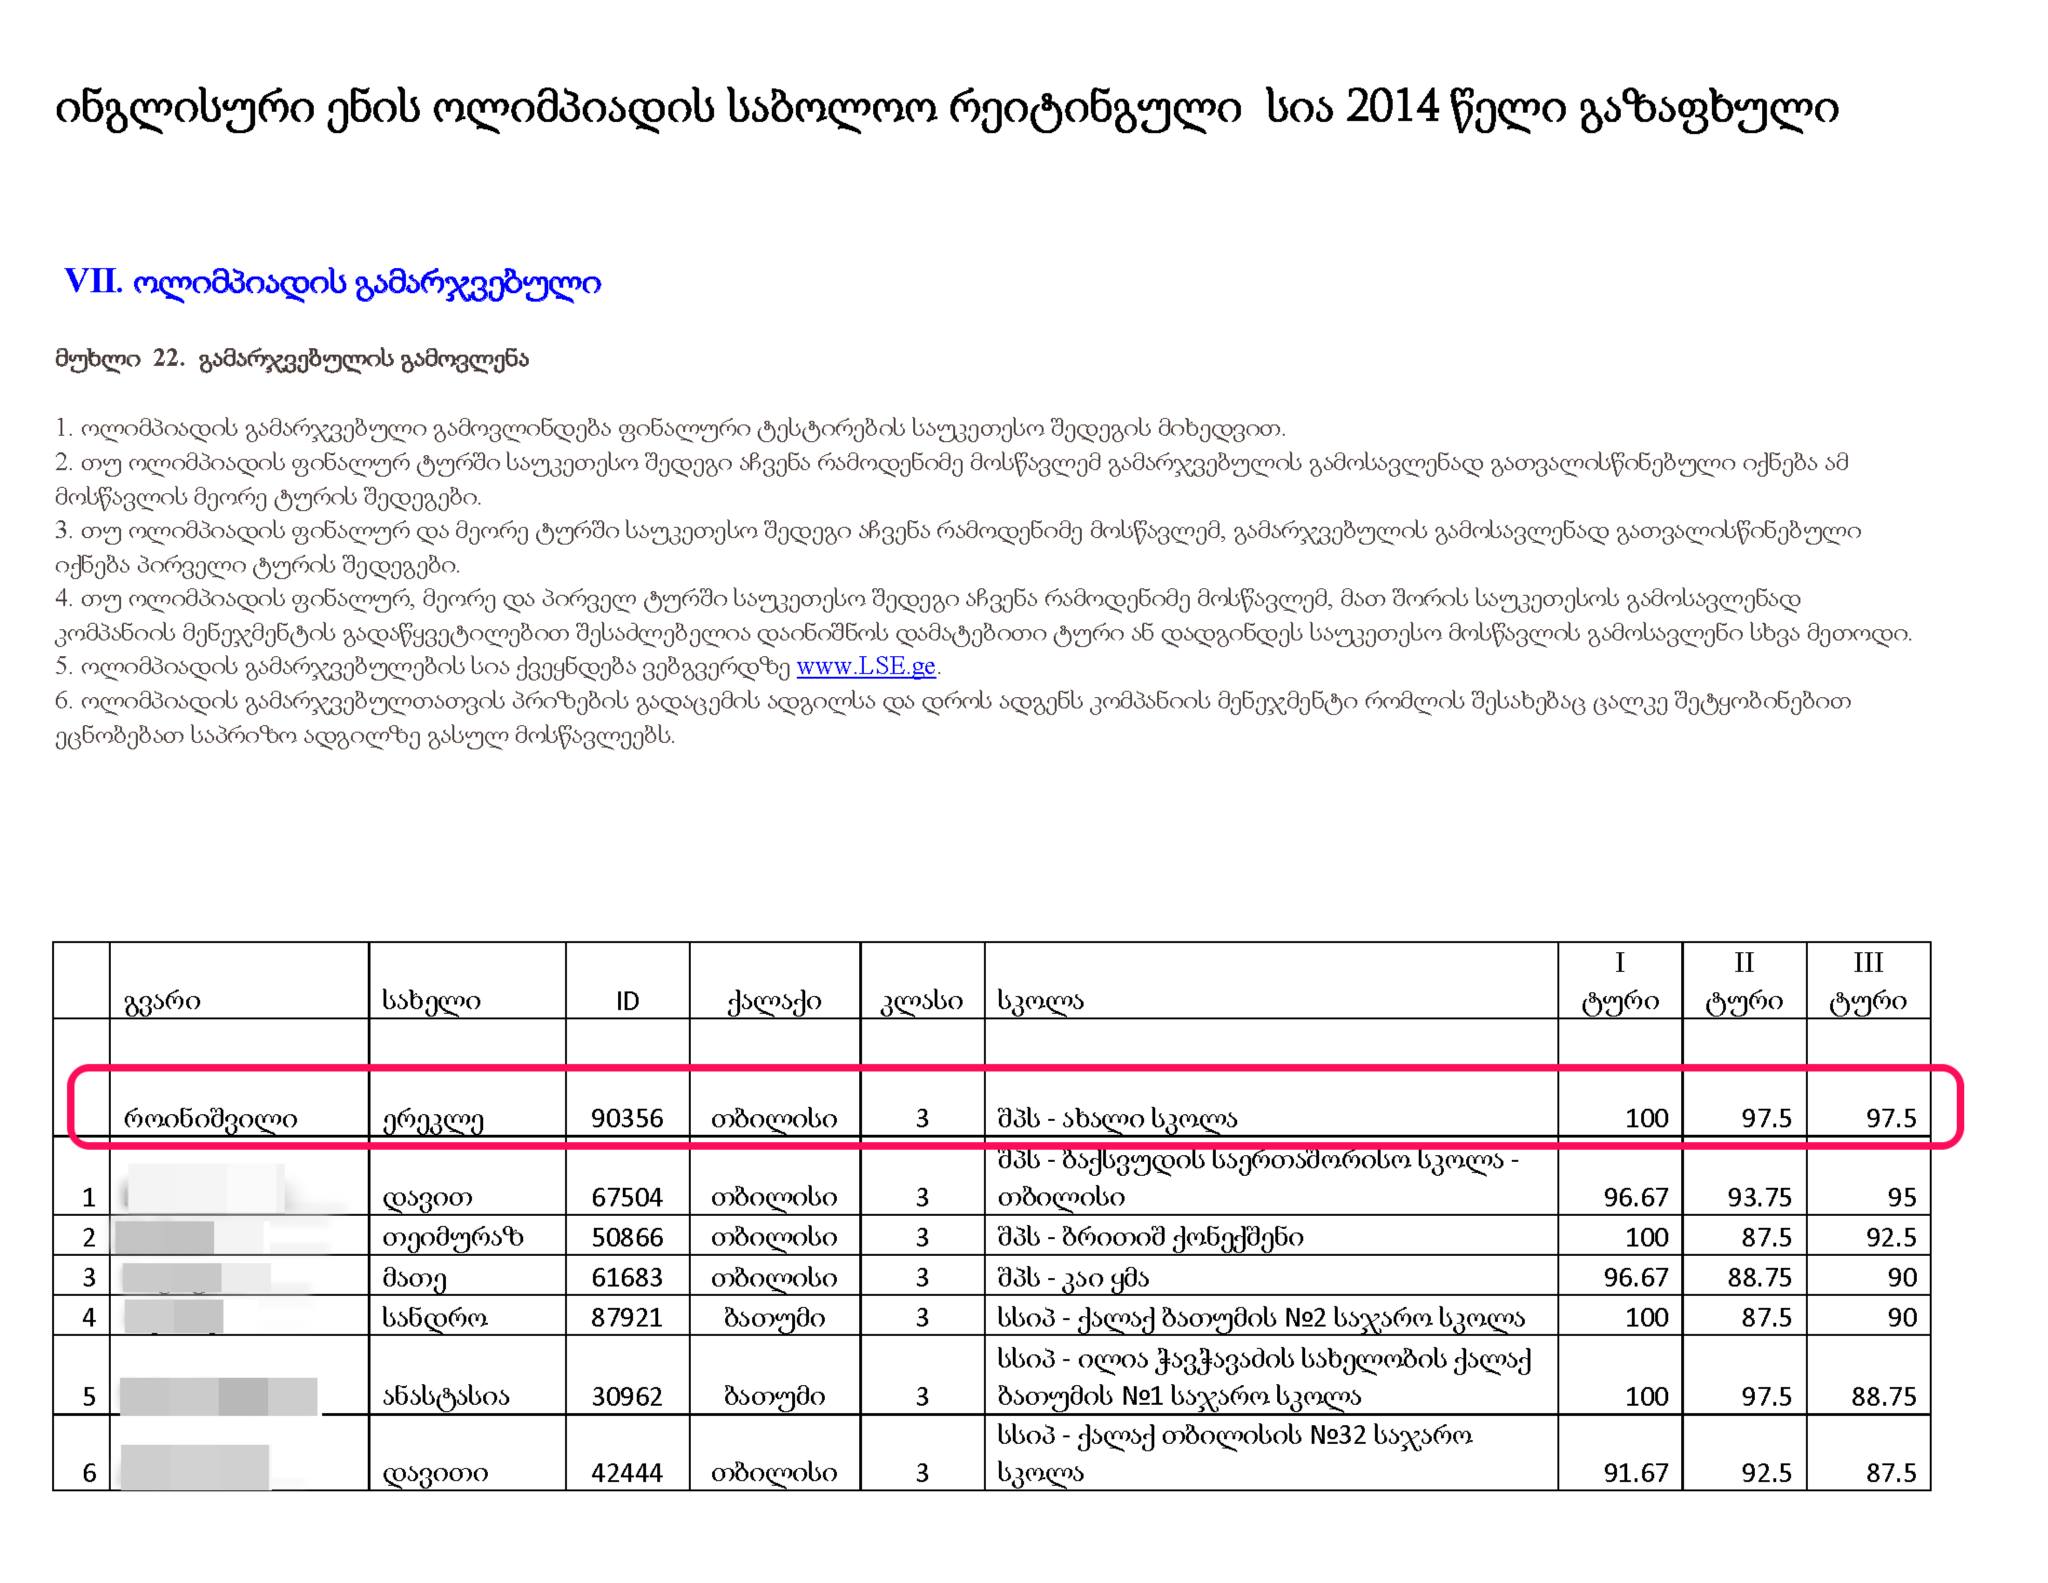 ინგლისური ენის ოლიმპიადის საბოლოო რეიტინგული სია 2014 წელი გაზაფხული
VII. ოლიმპიადის გამარჯვებული
მუხლი 22. გამარჯვებულის გამოვლენა
1. ოლიმპიადის გამარჯვებული გამოვლინდება ფინალური ტესტირების საუკეთესო შედეგის მიხედვით.
2. თუ ოლიმპიადის ფინალურ ტურში საუკეთესო შედეგი აჩვენა რამოდენიმე მოსწავლემ გამარჯვებულის გამოსავლენად გათვალისწინებული იქნება ამ
მოსწავლის მეორე ტურის შედეგები.
3. თუ ოლიმპიადის ფინალურ და მეორე ტურში საუკეთესო შედეგი აჩვენა რამოდენიმე მოსწავლემ, გამარჯვებულის გამოსავლენად გათვალისწინებული
იქნება პირველი ტურის შედეგები.
4. თუ ოლიმპიადის ფინალურ, მეორე და პირველ ტურში საუკეთესო შედეგი აჩვენა რამოდენიმე მოსწავლემ, მათ შორის საუკეთესოს გამოსავლენად
კომპანიის მენეჯმენტის გადაწყვეტილებით შესაძლებელია დაინიშნოს დამატებითი ტური ან დადგინდეს საუკეთესო მოსწავლის გამოსავლენი სხვა მეთოდი.
5. ოლიმპიადის გამარჯვებულების სია ქვეყნდება ვებგვერდზე www.LSE.ge.
6. ოლიმპიადის გამარჯვებულთათვის პრიზების გადაცემის ადგილსა და დროს ადგენს კომპანიის მენეჯმენტი რომლის შესახებაც ცალკე შეტყობინებით
ეცნობებათ საპრიზო ადგილზე გასულ მოსწავლეებს.
გვარი სახელი ID ქალაქი კლასი სკოლა I ტური II ტური III ტური
როინიშვილი ერეკლე 90356 თბილისი 3 შპს - ახალი სკოლა 100 97.5 97.5
შპს - ბაქსვუდის საერთაშორისო სკოლა -
1 დავით 67504 თბილისი 3 თბილისი 96.67 93.75 95
2 თეიმურაზ 50866 თბილისი 3 შპს - ბრითიშ ქონექშენი 100 87.5 92.5
3 მათე 61683 თბილისი 3 შპს - კაი ყმა 96.67 88.75 90
4 სანდრო 87921 ბათუმი 3 სსიპ - ქალაქ ბათუმის №2 საჯარო სკოლა 100 87.5 90
სსიპ - ილია ჭავჭავაძის სახელობის ქალაქ
5 ანასტასია 30962 ბათუმი 3 ბათუმის №1 საჯარო სკოლა 100 97.5 88.75
სსიპ - ქალაქ თბილისის №32 საჯარო
6 დავითი 42444 თბილისი 3 სკოლა 91.67 92.5 87.5